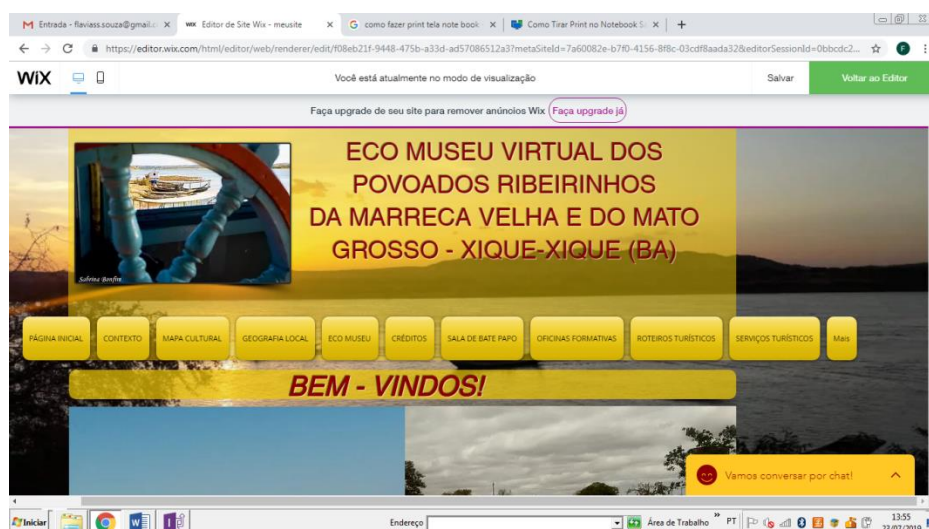 Entrada - flaviass.souza@gmail.c
Editor de Site Wix - meusite
como fazer print tela note book
Como Tirar Print no Notebook S
https://editor.wix.com/html/editor/web/renderer/edit/f08eb21f-9448-475b-a33d-ad57086512a3?metaSiteId=7a60082e-b7f0-4156-8f8c-03cdf8aada32&editorSessionId=0bbcdc2...
F
WiX
Você está atualmente no modo de visualização
Salvar
Voltar ao Editor
Faça upgrade de seu site para remover anúncios Wix Faça upgrade já
ECO MUSEU VIRTUAL DOS
POVOADOS RIBEIRINHOS
DA MARRECA VELHA E DO MATO
GROSSO - XIQUE-XIQUE (BA)
Sabrina Bonfim
PÁGINA INICIAL CONTEXTO MAPA CULTURAL GEOGRAFIA LOCAL ECO MUSEU CRÉDITOS SALA DE BATE PAPO OFICINAS FORMATIVAS ROTEIROS TURÍSTICOS SERVIÇOS TURÍSTICOS Mais
BEM - VINDOS!
Vamos conversar por chat!
Iniciar
Endereço
Área de Trabalho
PT
13:55
23/07/2019